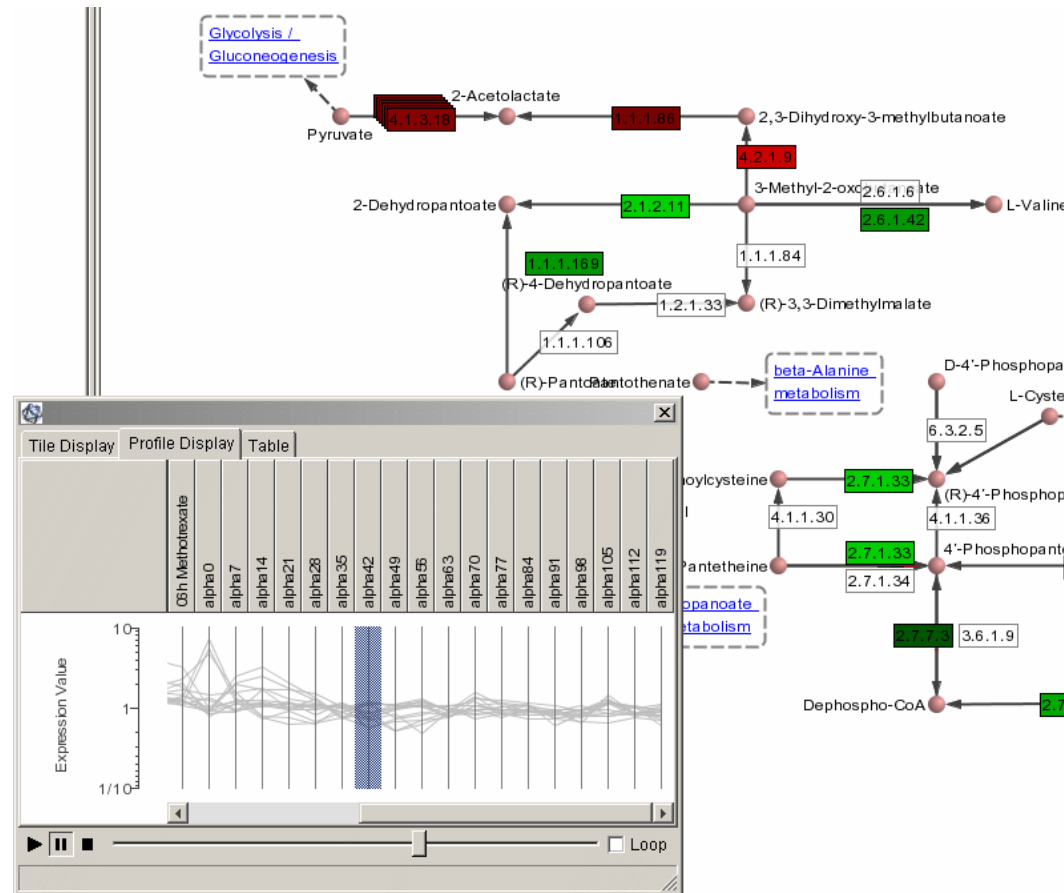 Glycolysis /
Gluconeogenesis
2-Acetolactate
4.1.3.18
1.1.1.86
2,3-Dihydroxy-3-methylbutanoate
Pyruvate
4.2.1.9
2.6.1.6
2-Dehydropantoate
2.1.2.11
L-Valine
2.6.1.42
1.1.1.84
1.1.1.169
(R)-4-Dehydropantoate
1.2.1.33
(R)-3,3-Dimethylmalate
1.1.1.106
beta-Alanine
metabolism
D-4'-Phosphopa
(R)-Pantoate
Pantothenate
L-Cyste
6.3.2.5
oylcysteine
2.7.1.33
(R)-4'-Phosphop
4.1.1.30
4.1.1.36
2.7.1.33
4'-Phosphopante
Pantetheine
2.7.1.34
opanoate
etabolism
2.7.7.3
3.6.1.9
Dephospho-CoA
2.7
Tile Display
Profile Display
Table
06h Methotrexate
alpha0
alpha7
alpha14
alpha21
alpha28
alpha35
alpha42
alpha49
alpha56
alpha63
alpha70
alpha77
alpha84
alpha91
alpha98
alpha105
alpha112
alpha119
10
1
1/10
Expression Value
Loop